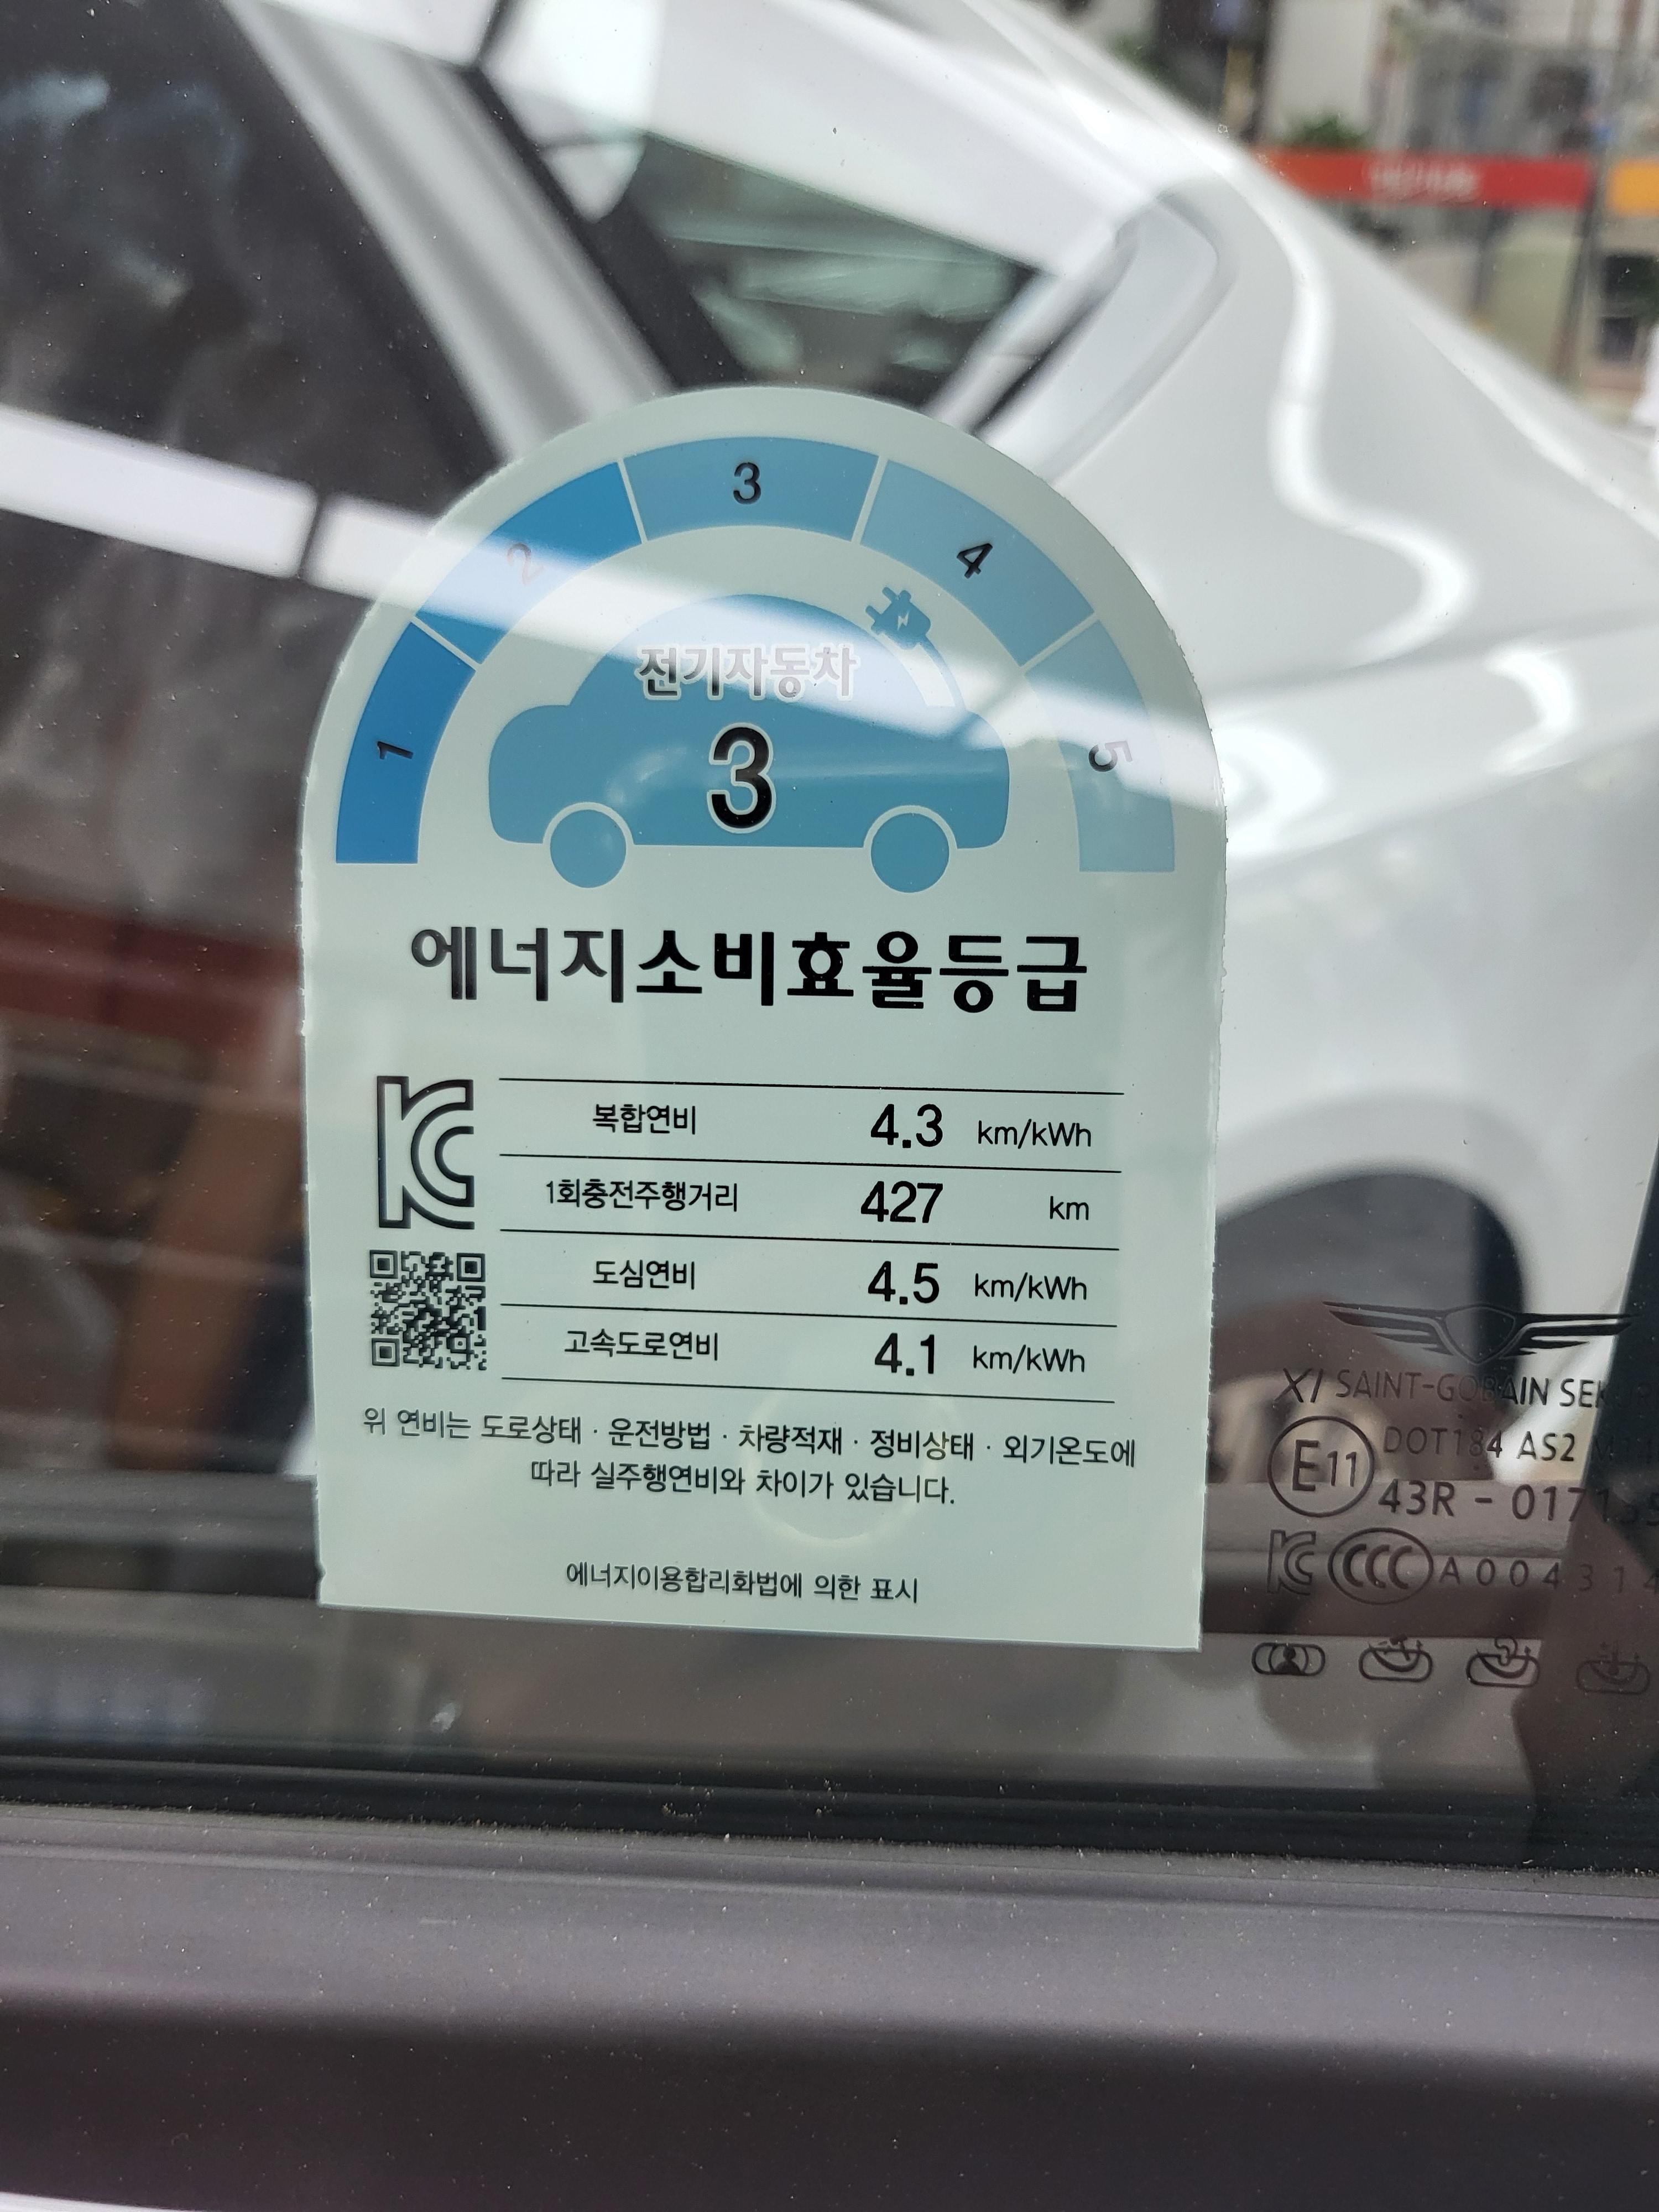 1 2 3 4 5
전기자동차
3
에너지소비효율등급
복합연비 4.3 km/kWh
1회충전주행거리 427 km
도심연비 4.5 km/kWh
고속도로연비 4.1 km/kWh
위 연비는 도로상태 · 운전방법 · 차량적재 · 정비상태 · 외기온도에
따라 실주행연비와 차이가 있습니다.
에너지이용합리화법에 의한 표시
XI SAINT-GOBAIN
E11 DOT184 AS2
43R -
CCC